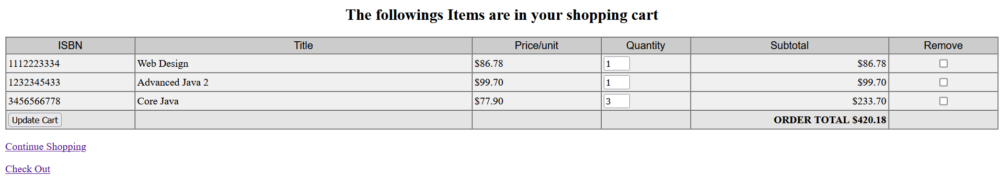 The followings Items are in your shopping cart
ISBN Title Price/unit Quantity Subtotal Remove
1112223334 Web Design $86.78 1 $86.78
1232345433 Advanced Java 2 $99.70 1 $99.70
3456566778 Core Java $77.90 3 $233.70
Update Cart ORDER TOTAL $420.18
Continue Shopping
Check Out